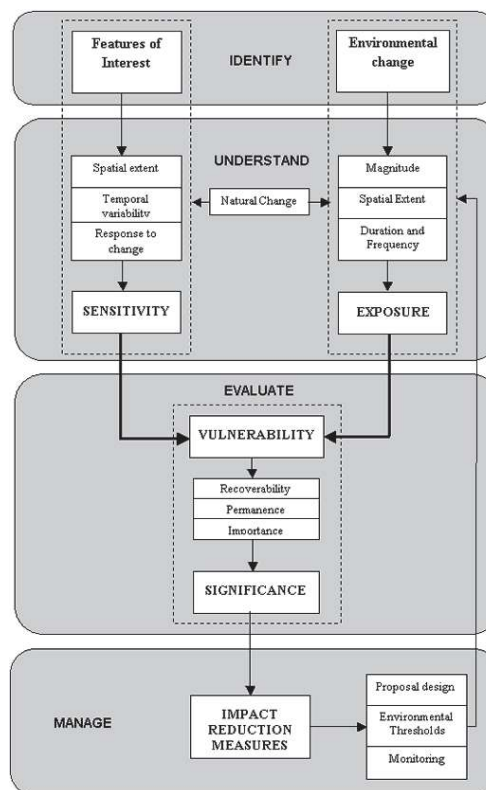 Features of
Interest
IDENTIFY
Environmental
change
UNDERSTAND
Spatial extent
Temporal
variability
Response to
change
Natural Change
Magnitude
Spatial Extent
Duration and
Frequency
SENSITIVITY
EXPOSURE
EVALUATE
VULNERABILITY
Recoverability
Permanence
Importance
SIGNIFICANCE
MANAGE
IMPACT
REDUCTION
MEASURES
Proposal design
Environmental
Thresholds
Monitoring